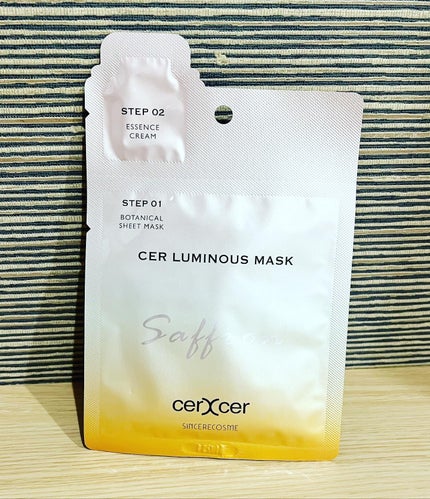 STEP 02
ESSENCE
CREAM
STEP 01
BOTANICAL
SHEET MASK
CER LUMINOUS MASK
Saffron
cerXcer
SINCERECOSME